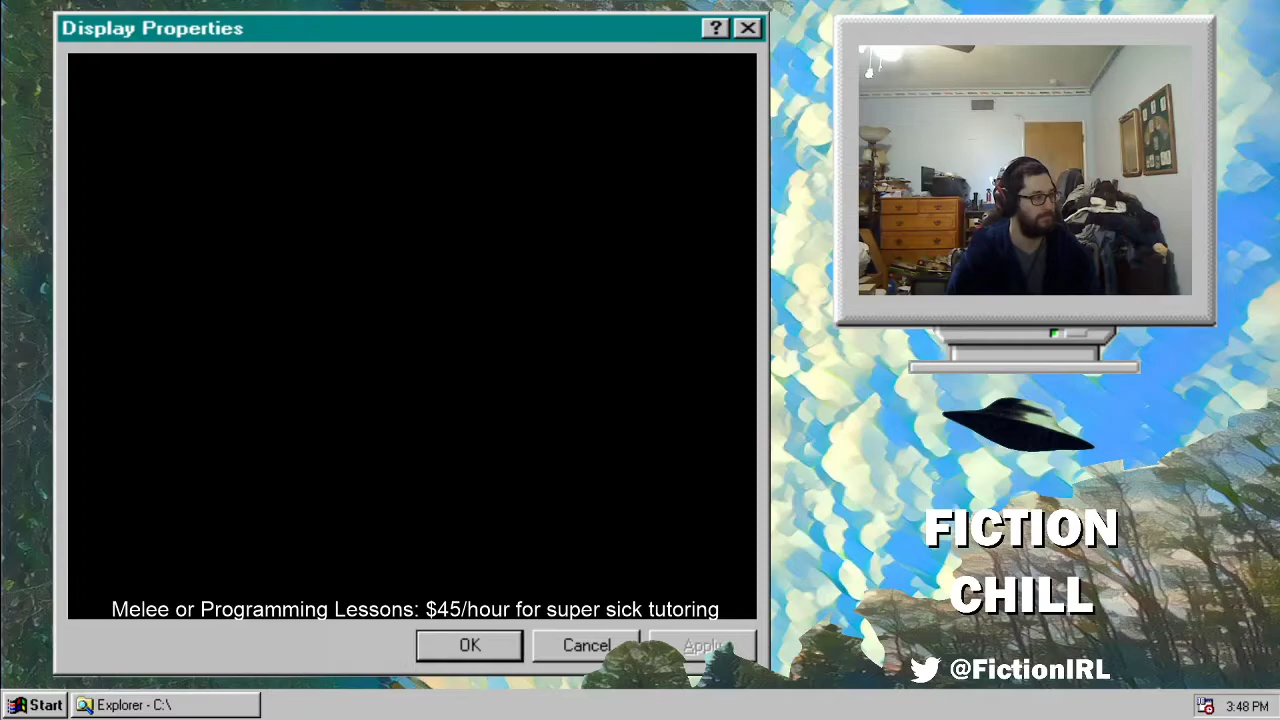 Display Properties
Melee or Programming Lessons: $45/hour for super sick tutoring
OK
Cancel
Apply
FICTION
CHILL
@FictionIRL
Start
Explorer - C:\
3:48 PM